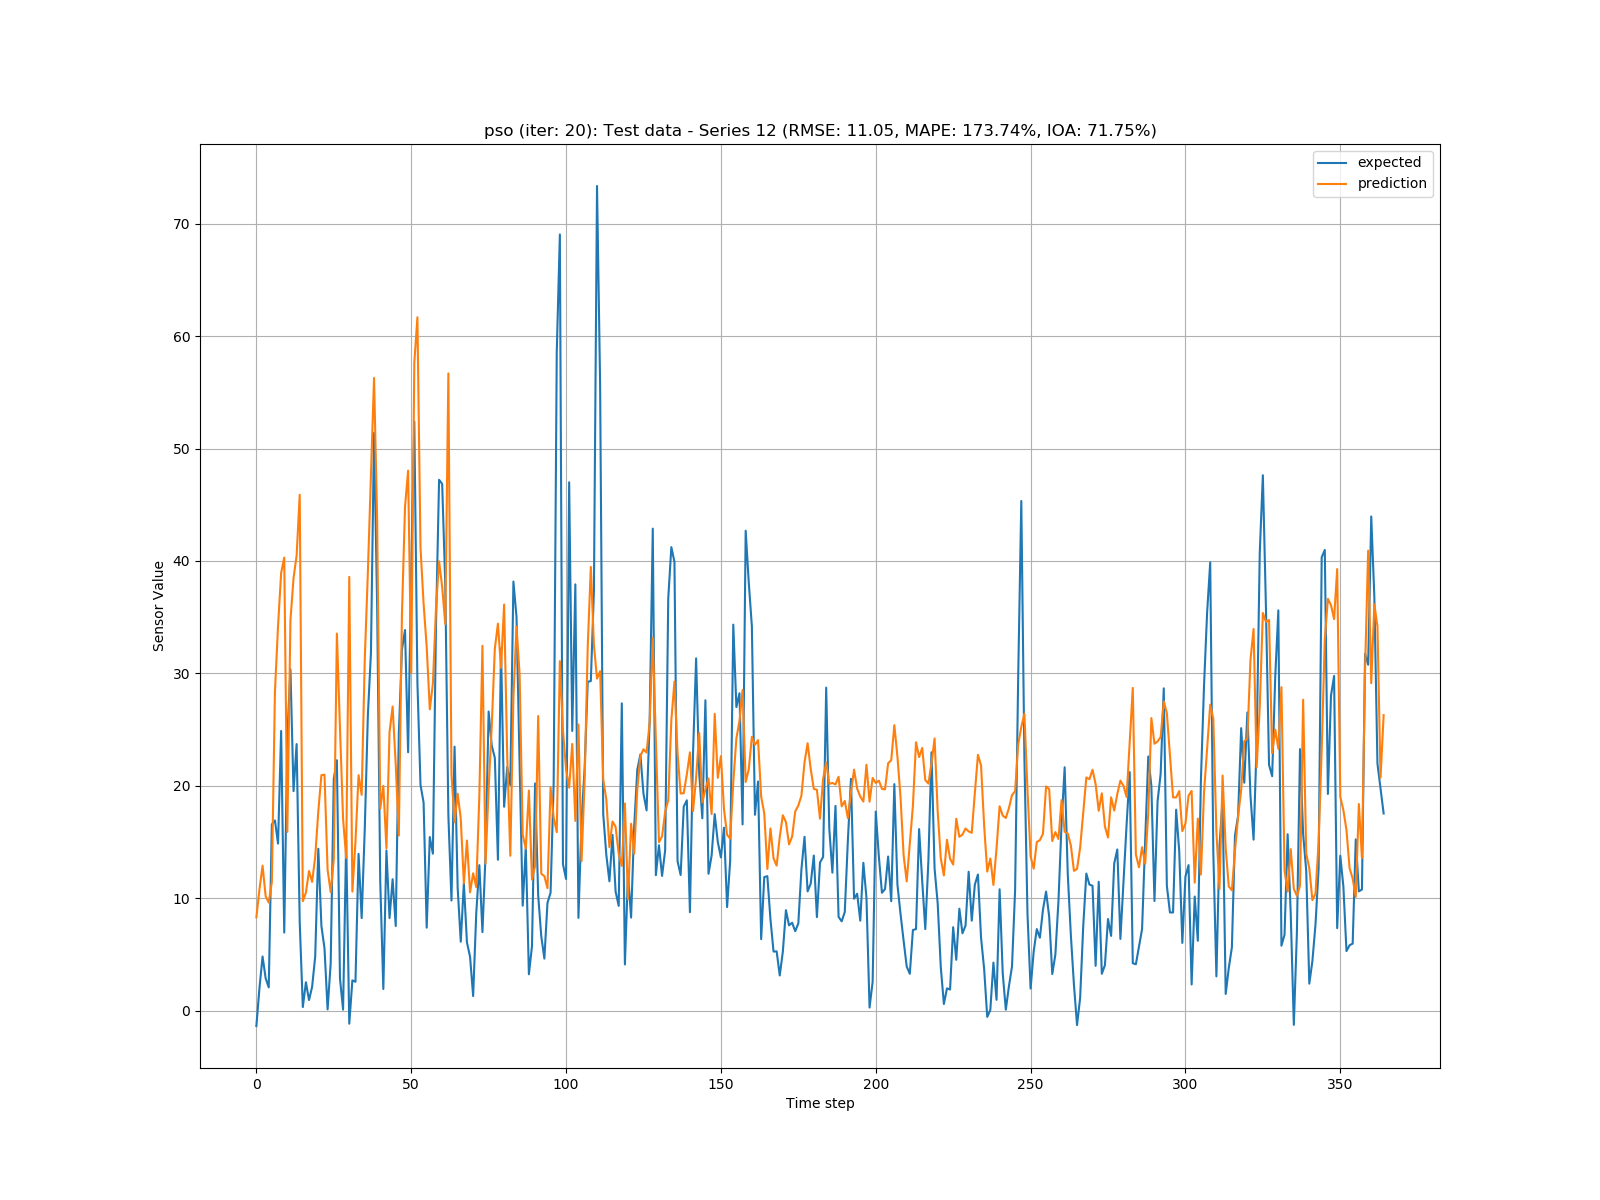 pso (iter: 20): Test data - Series 12 (RMSE: 11.05, MAPE: 173.74%, IOA: 71.75%)
expected
prediction
70
60
50
40
30
20
10
0
Sensor Value
0 50 100 150 200 250 300 350
Time step